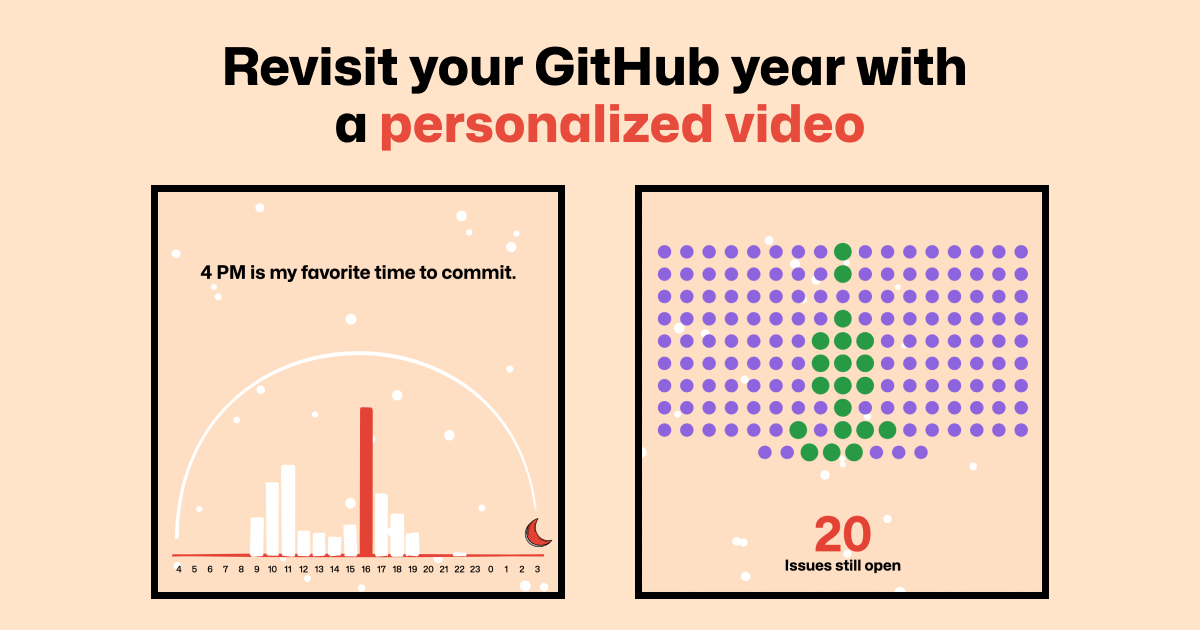 Revisit your GitHub year with
a personalized video
4 PM is my favorite time to commit.
4 5 6 7 8 9 10 11 12 13 14 15 16 17 18 19 20 21 22 23 0 1 2 3
20
Issues still open